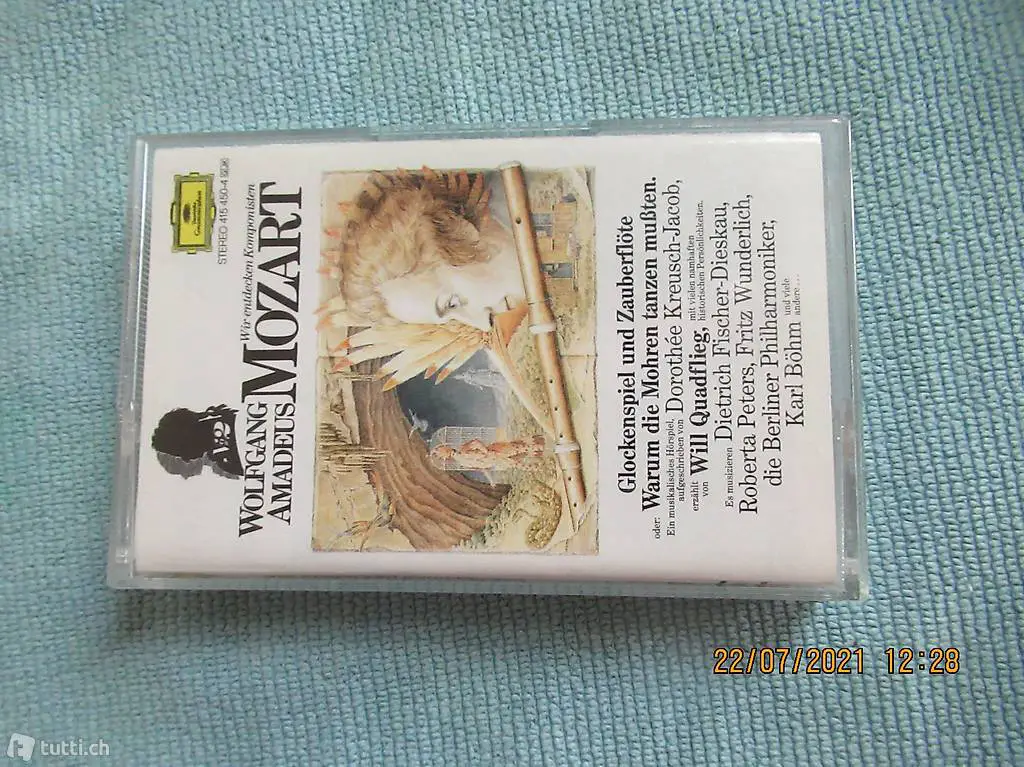 Deutsche
Grammophon
STEREO 415 450-4
Wir entdecken Komponisten
WOLFGANG
AMADEUS MOZART
Nº2
Glockenspiel und Zauberflöte
oder: Warum die Mohren tanzen mußten.
Ein musikalisches Hörspiel,
aufgeschrieben von Dorothée Kreusch-Jacob,
erzählt von Will Quadflieg, mit vielen namhaften historischen Persönlichkeiten.
Es musizieren Dietrich Fischer-Dieskau,
Roberta Peters, Fritz Wunderlich,
die Berliner Philharmoniker,
Karl Böhm und viele andere...
22/07/2021 12:28
tutti.ch